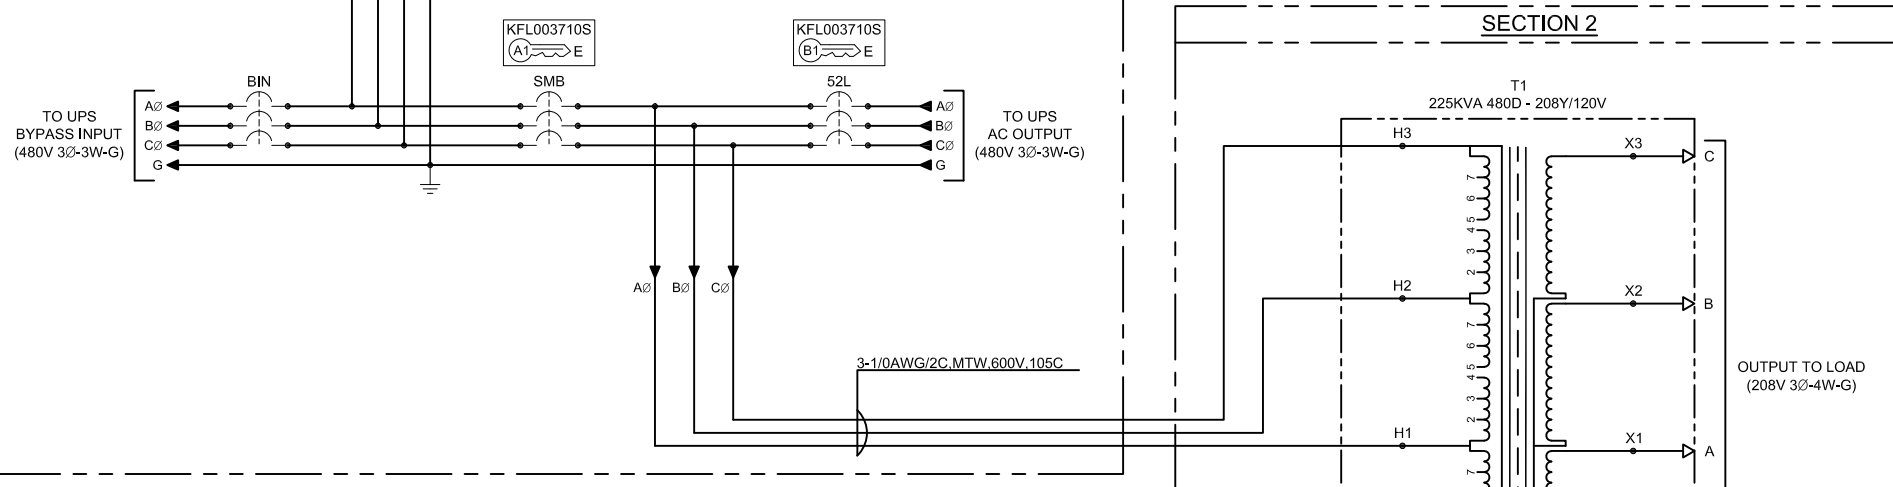 KFL003710S
A1 E
KFL003710S
B1 E
SECTION 2
BIN
SMB
52L
TO UPS
BYPASS INPUT
(480V 3Ø-3W-G)
AØ
BØ
CØ
G
AØ
BØ
CØ
G
TO UPS
AC OUTPUT
(480V 3Ø-3W-G)
AØ
BØ
CØ
3-1/0AWG/2C,MTW,600V,105C
T1
225KVA 480D - 208Y/120V
H3
H2
H1
7
6
5
4
3
2
7
6
5
4
3
2
7
X3
C
X2
B
X1
A
OUTPUT TO LOAD
(208V 3Ø-4W-G)